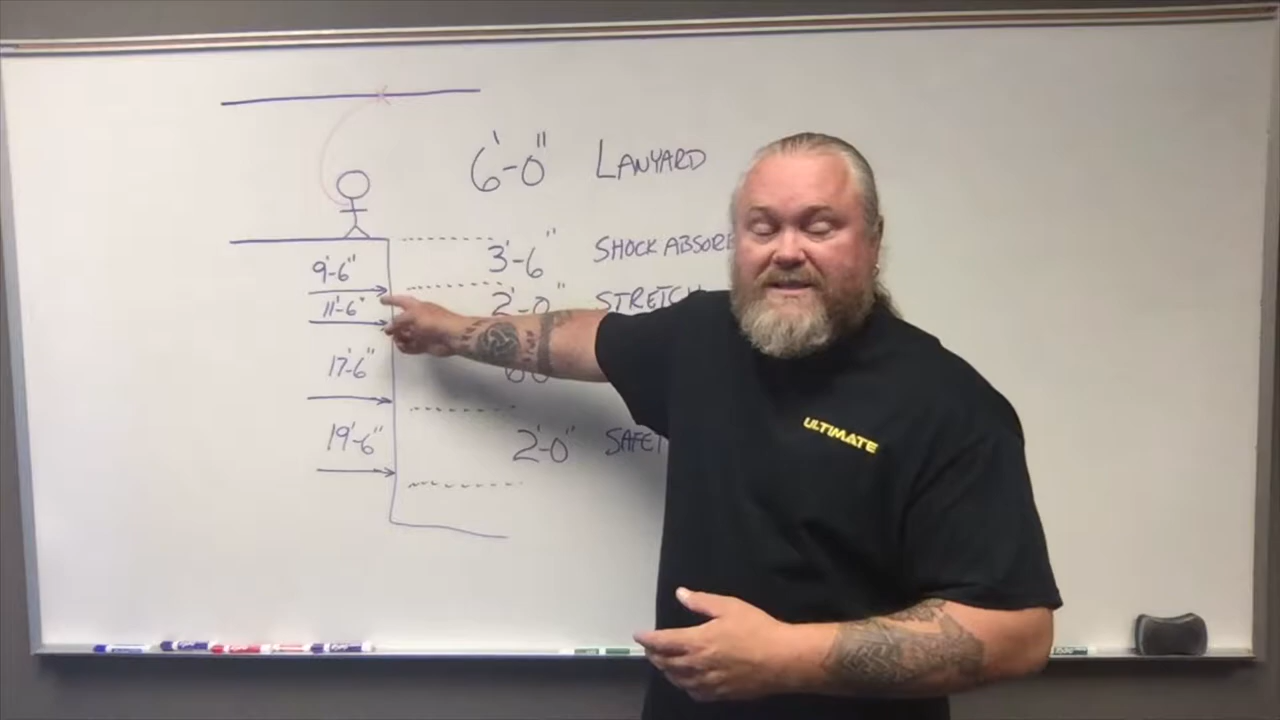 6'-0" LANYARD
3'-6" SHOCK ABSORB
9'-6"
2'-0" STRETCH
11'-6"
17'-6"
2'-0" SAFET
19'-6"
ULTIMATE